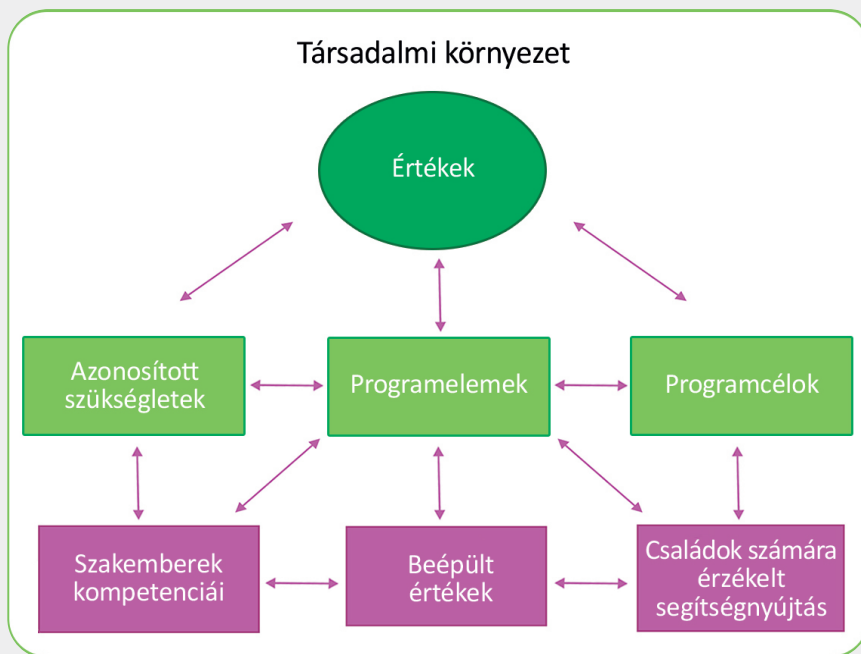 Társadalmi környezet
Értékek
Azonosított
szükségletek
Programelemek
Programcélok
Szakemberek
kompetenciái
Beépült
értékek
Családok számára
érzékelt
segítségnyújtás